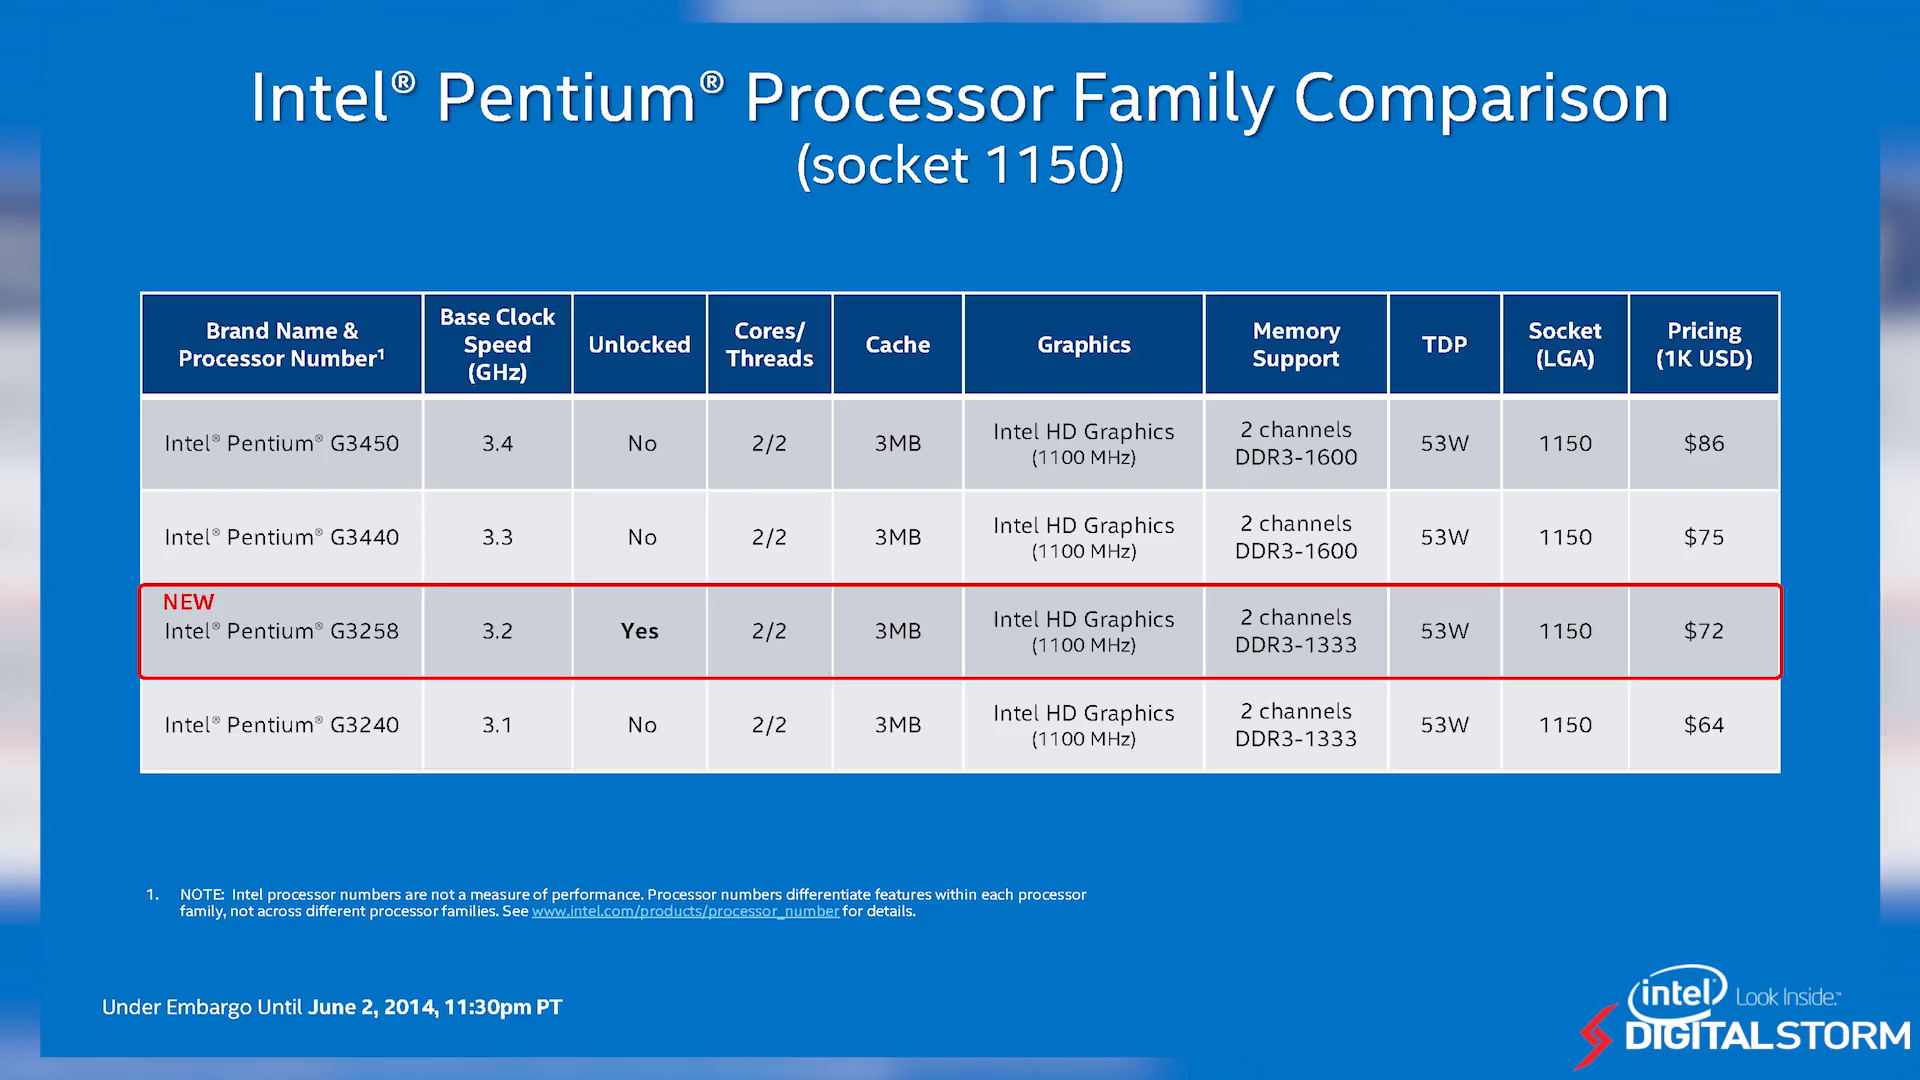 Intel® Pentium® Processor Family Comparison
(socket 1150)
Brand Name & Processor Number¹ Base Clock Speed (GHz) Unlocked Cores/ Threads Cache Graphics Memory Support TDP Socket (LGA) Pricing (1K USD)
Intel® Pentium® G3450 3.4 No 2/2 3MB Intel HD Graphics (1100 MHz) 2 channels DDR3-1600 53W 1150 $86
Intel® Pentium® G3440 3.3 No 2/2 3MB Intel HD Graphics (1100 MHz) 2 channels DDR3-1600 53W 1150 $75
NEW
Intel® Pentium® G3258 3.2 Yes 2/2 3MB Intel HD Graphics (1100 MHz) 2 channels DDR3-1333 53W 1150 $72
Intel® Pentium® G3240 3.1 No 2/2 3MB Intel HD Graphics (1100 MHz) 2 channels DDR3-1333 53W 1150 $64
1. NOTE: Intel processor numbers are not a measure of performance. Processor numbers differentiate features within each processor
family, not across different processor families. See www.intel.com/products/processor_number for details.
Under Embargo Until June 2, 2014, 11:30pm PT
intel Look Inside.™
DIGITALSTORM